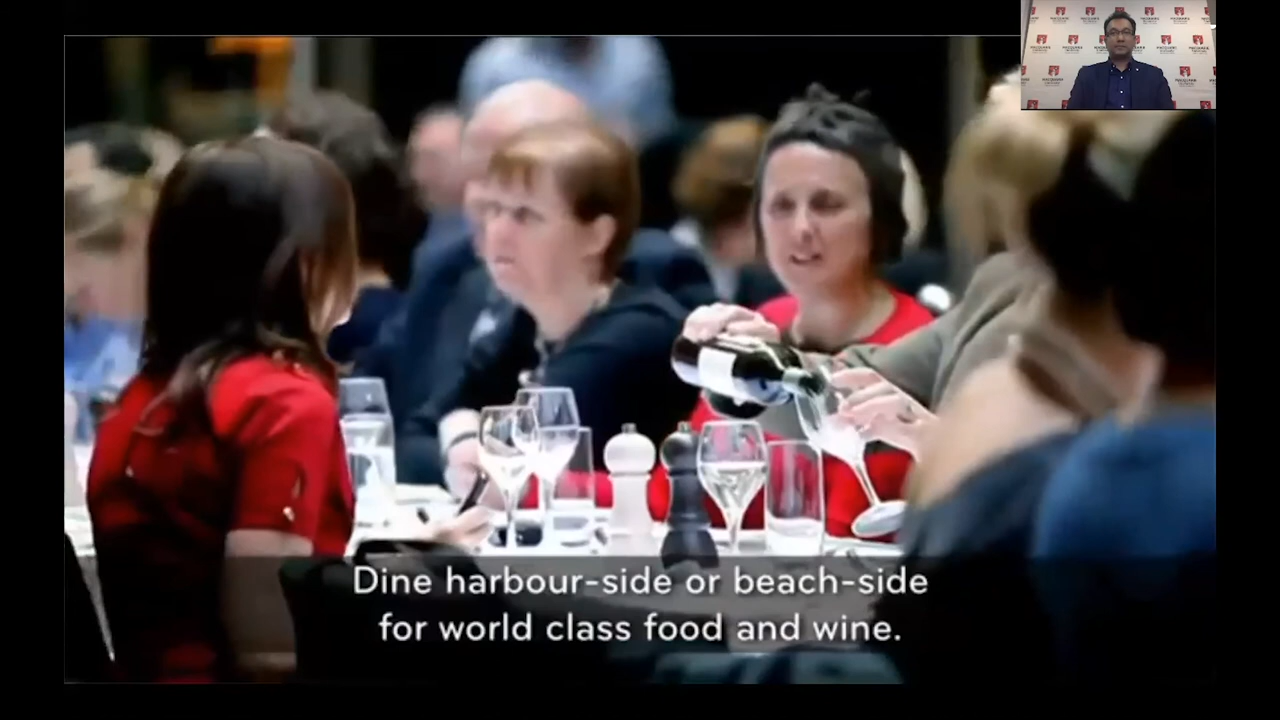 Dine harbour-side or beach-side
for world class food and wine.